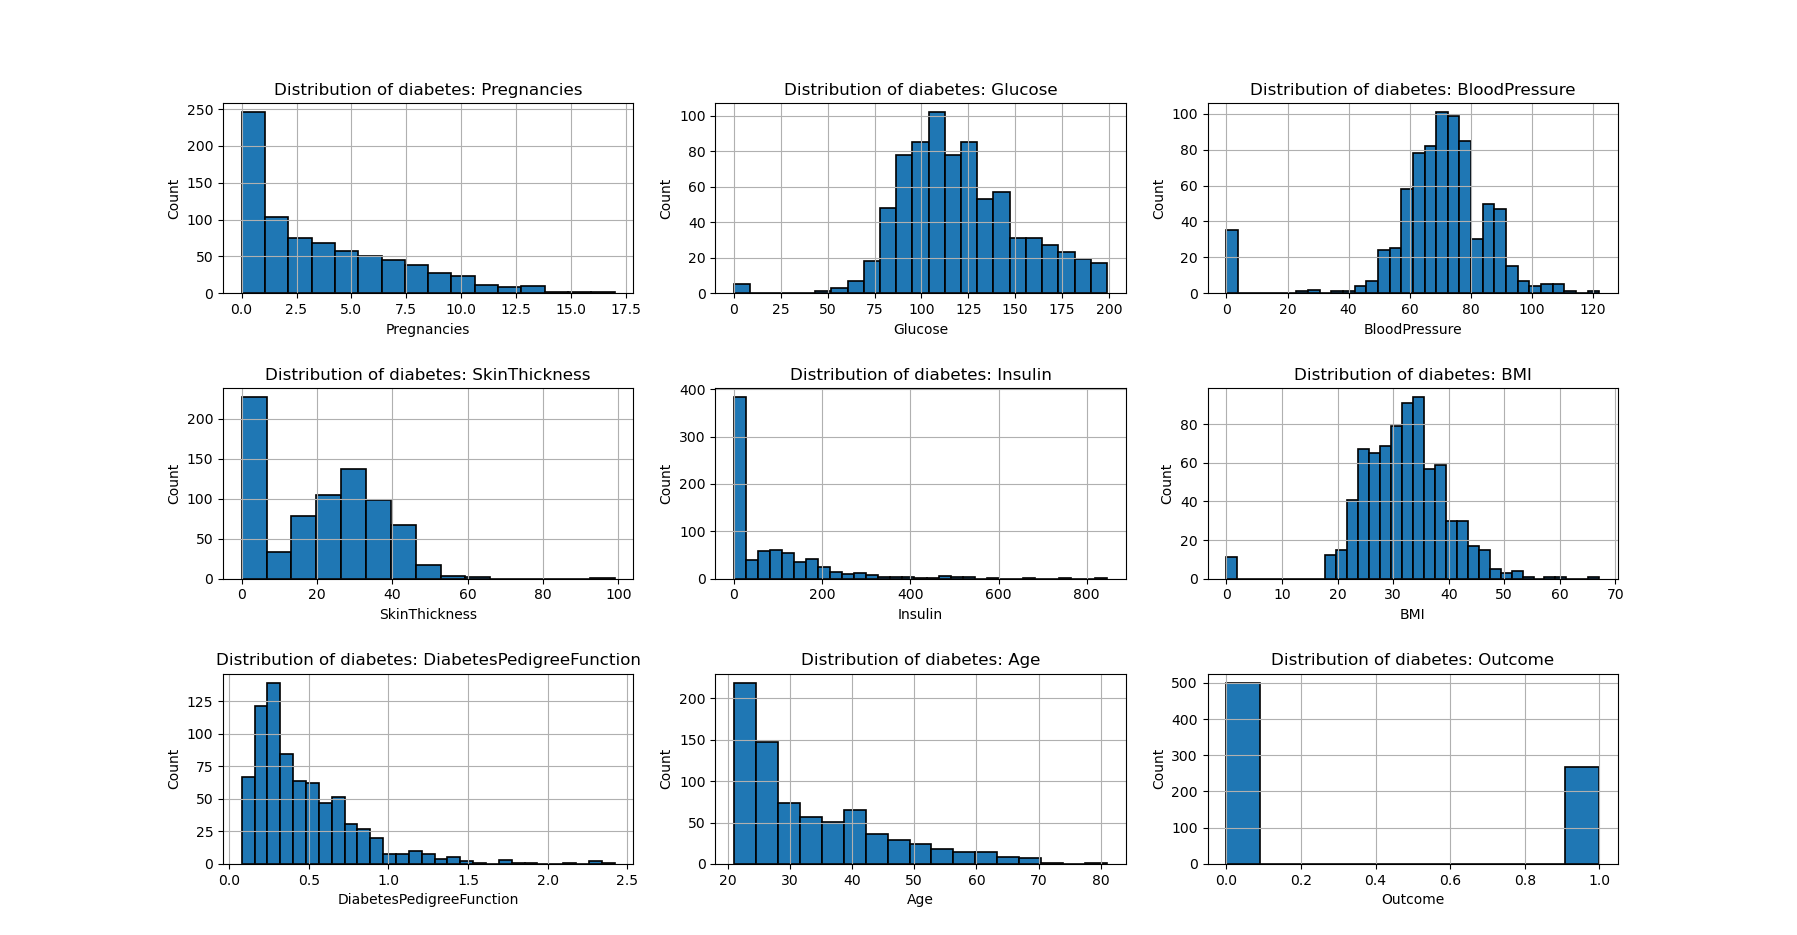 Distribution of diabetes: Pregnancies
250
200
150
100
50
0
Count
0.0 2.5 5.0 7.5 10.0 12.5 15.0 17.5
Pregnancies
Distribution of diabetes: Glucose
100
80
60
40
20
0
Count
0 25 50 75 100 125 150 175 200
Glucose
Distribution of diabetes: BloodPressure
100
80
60
40
20
0
Count
0 20 40 60 80 100 120
BloodPressure
Distribution of diabetes: SkinThickness
200
150
100
50
0
Count
0 20 40 60 80 100
SkinThickness
Distribution of diabetes: Insulin
400
300
200
100
0
Count
0 200 400 600 800
Insulin
Distribution of diabetes: BMI
80
60
40
20
0
Count
0 10 20 30 40 50 60 70
BMI
Distribution of diabetes: DiabetesPedigreeFunction
125
100
75
50
25
0
Count
0.0 0.5 1.0 1.5 2.0 2.5
DiabetesPedigreeFunction
Distribution of diabetes: Age
200
150
100
50
0
Count
20 30 40 50 60 70 80
Age
Distribution of diabetes: Outcome
500
400
300
200
100
0
Count
0.0 0.2 0.4 0.6 0.8 1.0
Outcome